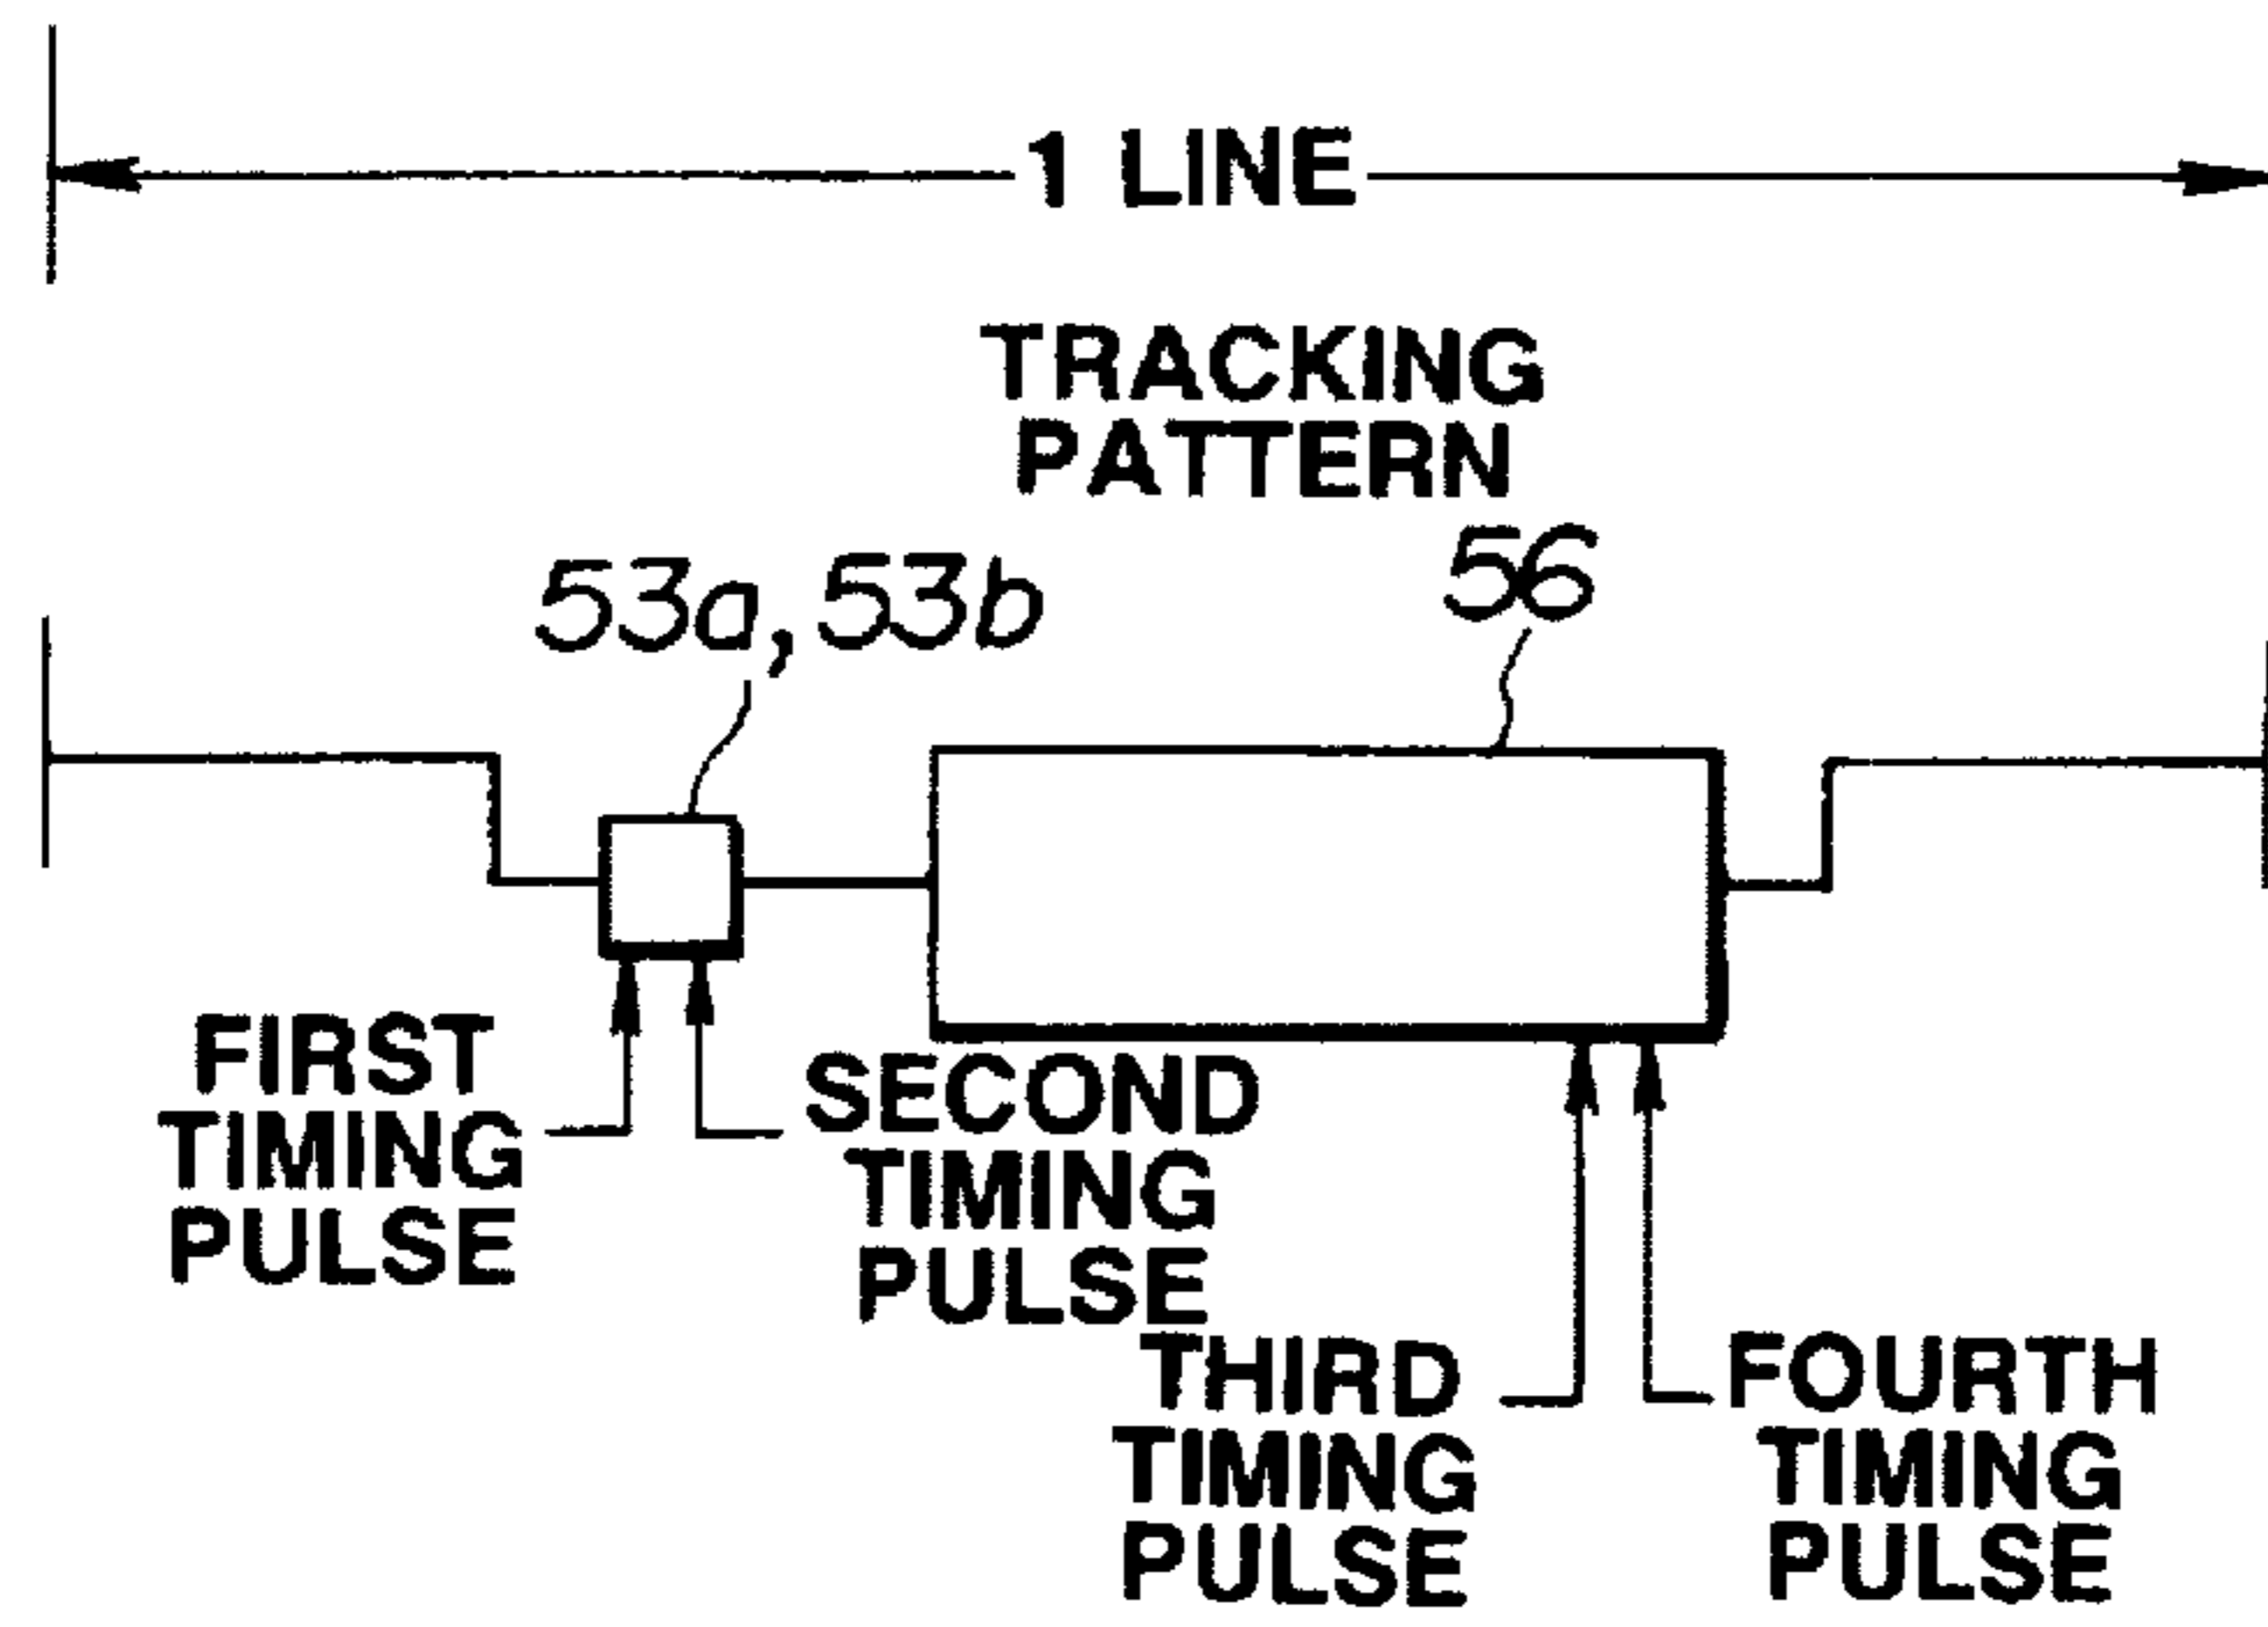 1 LINE
TRACKING
PATTERN
53a, 53b
56
FIRST
TIMING
PULSE
SECOND
TIMING
PULSE
THIRD
TIMING
PULSE
FOURTH
TIMING
PULSE